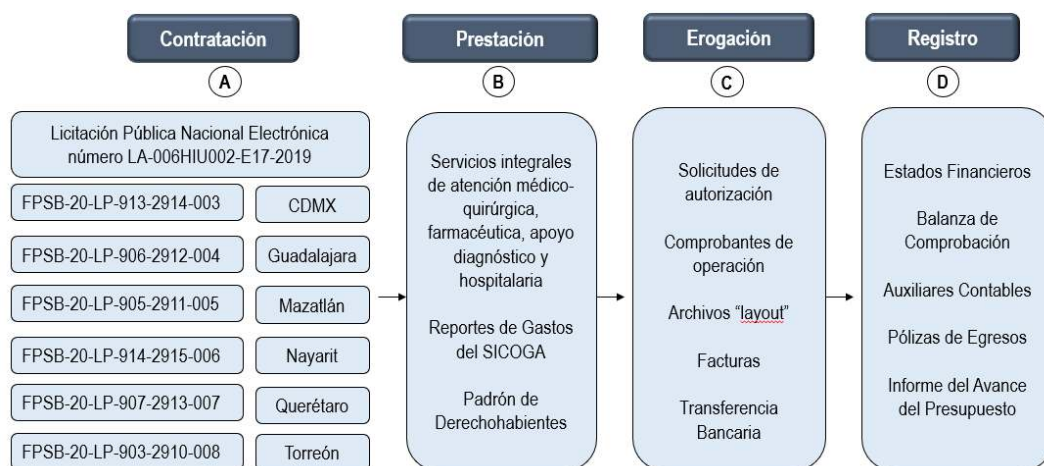 Contratación
A
Licitación Pública Nacional Electrónica
número LA-006HIU002-E17-2019
FPSB-20-LP-913-2914-003
CDMX
FPSB-20-LP-906-2912-004
Guadalajara
FPSB-20-LP-905-2911-005
Mazatlán
FPSB-20-LP-914-2915-006
Nayarit
FPSB-20-LP-907-2913-007
Querétaro
FPSB-20-LP-903-2910-008
Torreón
Prestación
B
Servicios integrales
de atención médico-
quirúrgica,
farmacéutica, apoyo
diagnóstico y
hospitalaria
Reportes de Gastos
del SICOGA
Padrón de
Derechohabientes
Erogación
C
Solicitudes de
autorización
Comprobantes de
operación
Archivos “layout”
Facturas
Transferencia
Bancaria
Registro
D
Estados Financieros
Balanza de
Comprobación
Auxiliares Contables
Pólizas de Egresos
Informe del Avance
del Presupuesto